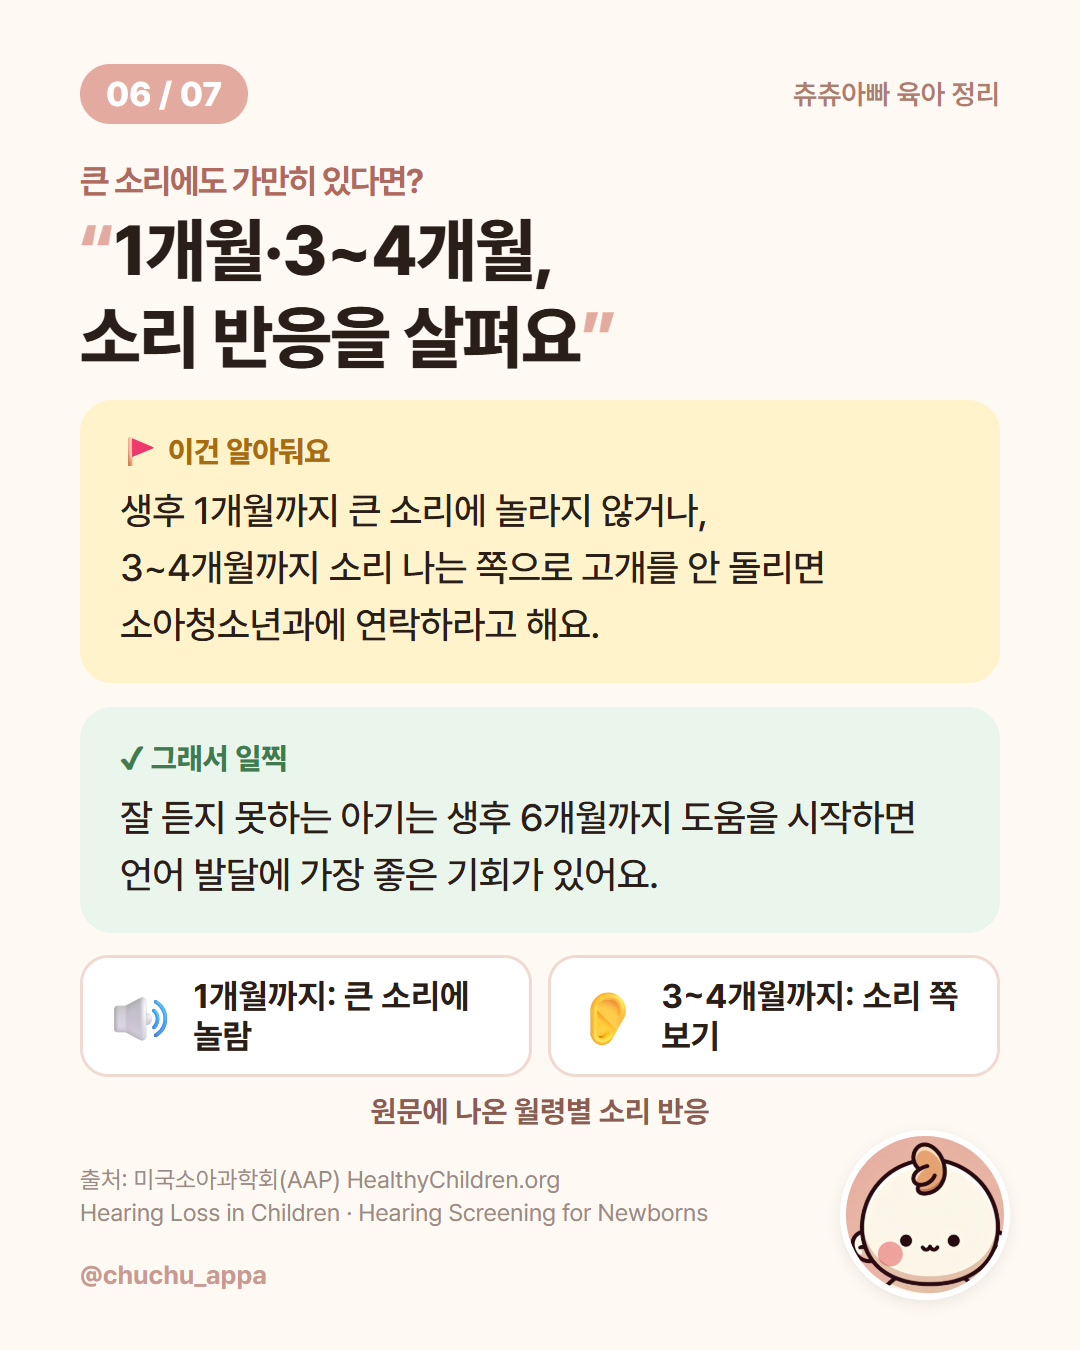 06 / 07
츄츄아빠 육아 정리
큰 소리에도 가만히 있다면?
“1개월·3~4개월,
소리 반응을 살펴요”
이건 알아둬요
생후 1개월까지 큰 소리에 놀라지 않거나,
3~4개월까지 소리 나는 쪽으로 고개를 안 돌리면
소아청소년과에 연락하라고 해요.
✓ 그래서 일찍
잘 듣지 못하는 아기는 생후 6개월까지 도움을 시작하면
언어 발달에 가장 좋은 기회가 있어요.
1개월까지: 큰 소리에
놀람
3~4개월까지: 소리 쪽
보기
원문에 나온 월령별 소리 반응
출처: 미국소아과학회(AAP) HealthyChildren.org
Hearing Loss in Children · Hearing Screening for Newborns
@chuchu_appa